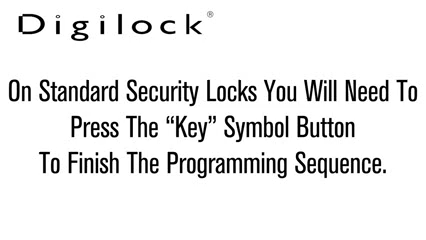 Digilock®
On Standard Security Locks You Will Need To
Press The “Key” Symbol Button
To Finish The Programming Sequence.